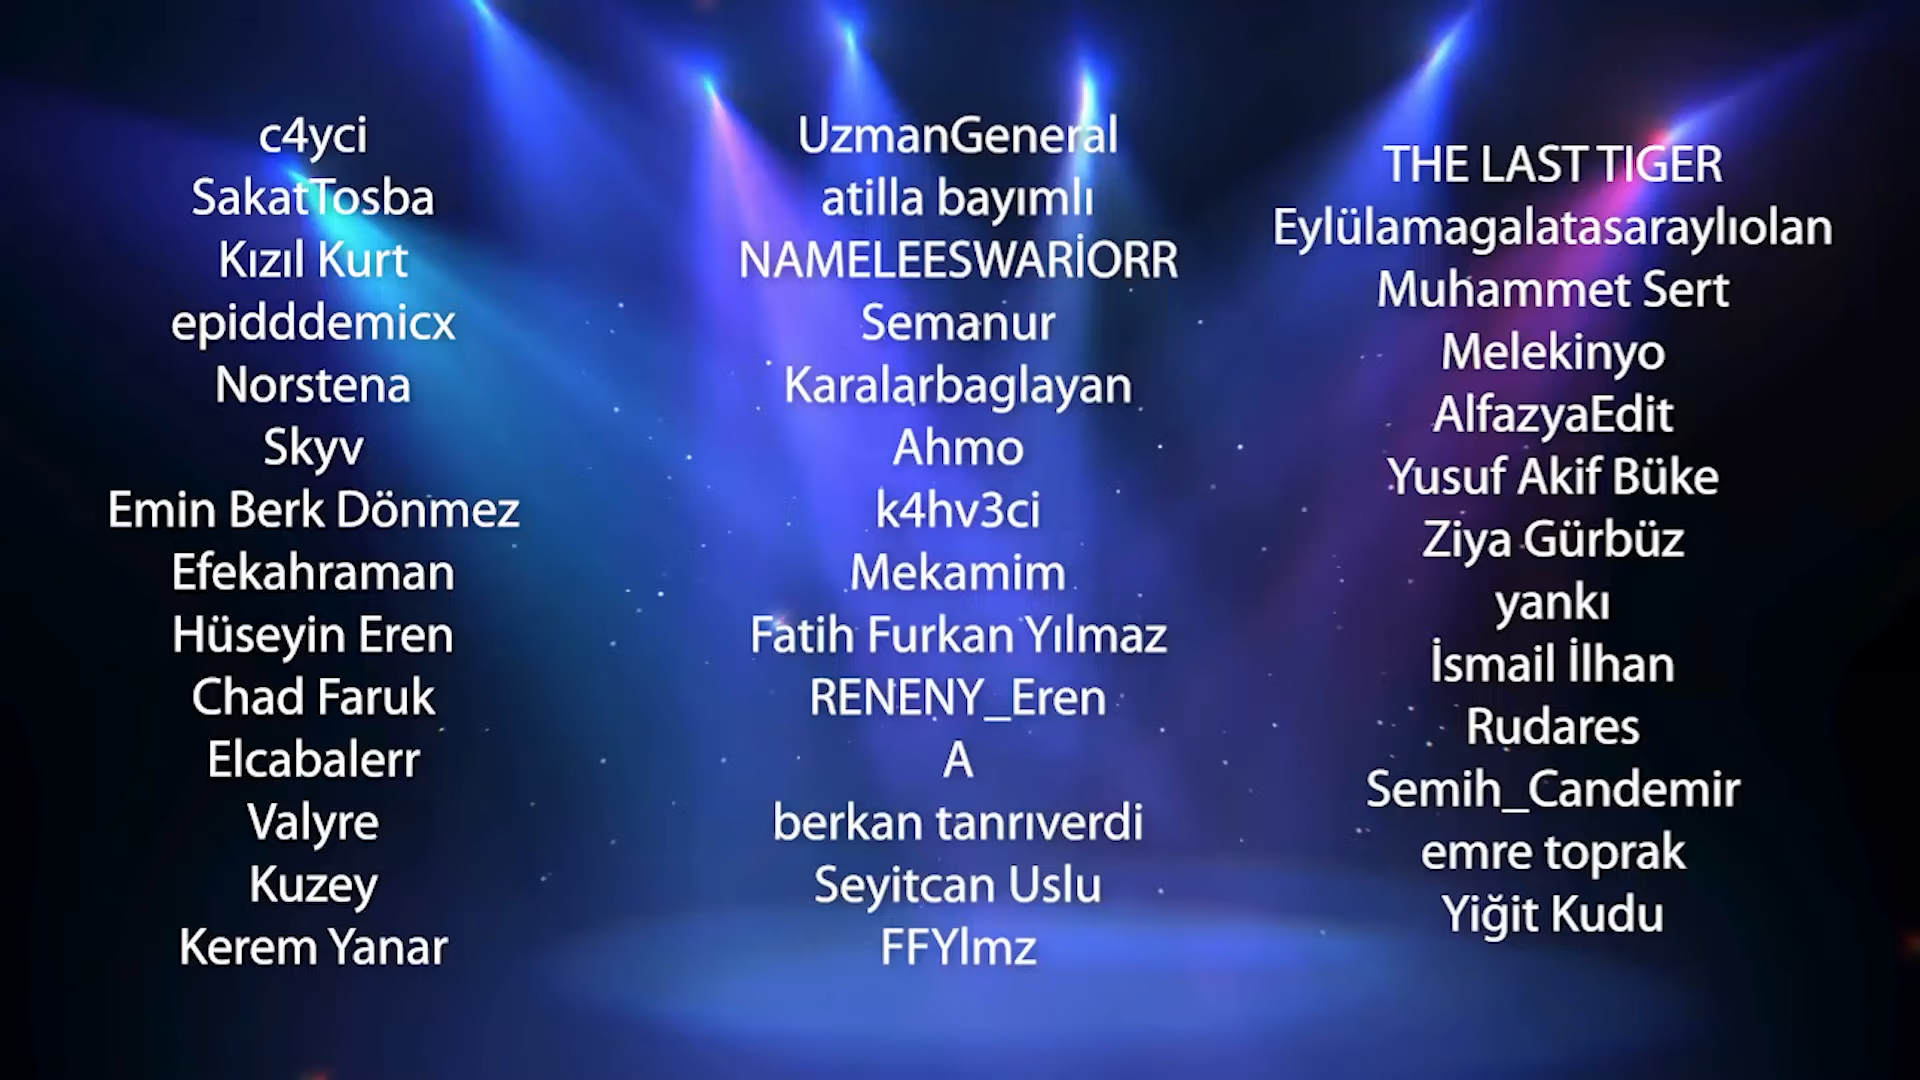 c4yci
SakatTosba
Kızıl Kurt
epidddemicx
Norstena
Skyv
Emin Berk Dönmez
Efekahraman
Hüseyin Eren
Chad Faruk
Elcabalerr
Valyre
Kuzey
Kerem Yanar
UzmanGeneral
atilla bayımlı
NAMELEESWARİORR
Semanur
Karalarbaglayan
Ahmo
k4hv3ci
Mekamim
Fatih Furkan Yılmaz
RENENY_Eren
A
berkan tanrıverdi
Seyitcan Uslu
FFYlmz
THE LAST TIGER
Eylülamagalatasaraylıolan
Muhammet Sert
Melekinyo
AlfazyaEdit
Yusuf Akif Büke
Ziya Gürbüz
yankı
İsmail İlhan
Rudares
Semih_Candemir
emre toprak
Yiğit Kudu